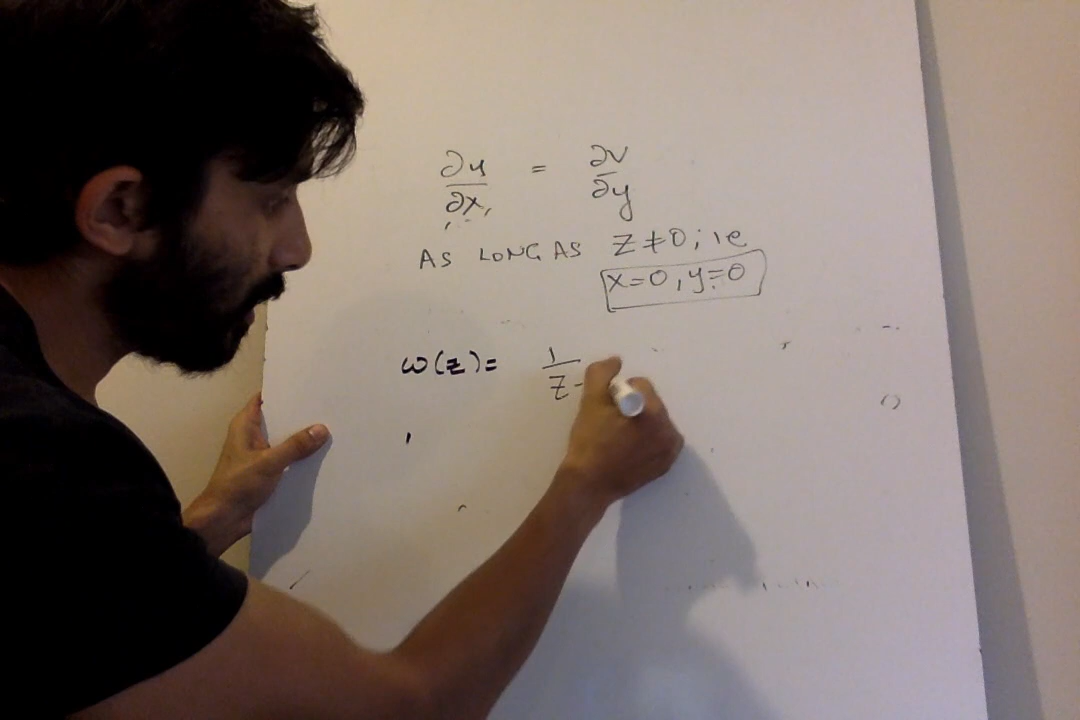 ∂u/∂x = ∂v/∂y
AS LONG AS Z≠0; ie
x=0, y=0
ω(z)= 1/Z-